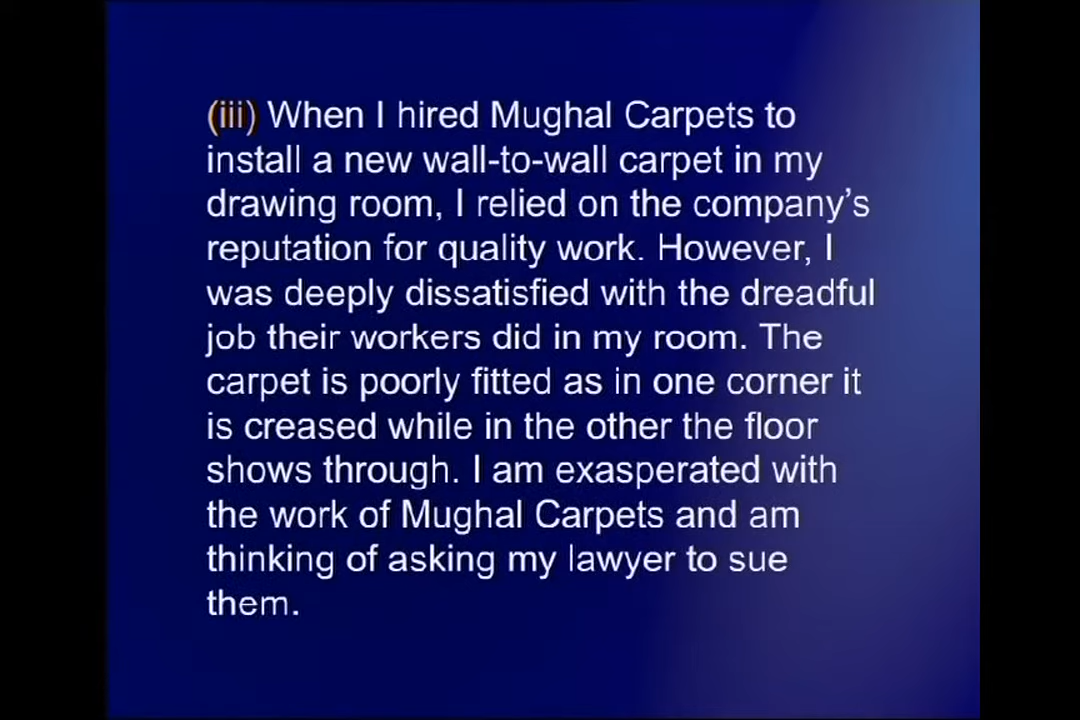 (iii) When I hired Mughal Carpets to
install a new wall-to-wall carpet in my
drawing room, I relied on the company’s
reputation for quality work. However, I
was deeply dissatisfied with the dreadful
job their workers did in my room. The
carpet is poorly fitted as in one corner it
is creased while in the other the floor
shows through. I am exasperated with
the work of Mughal Carpets and am
thinking of asking my lawyer to sue
them.